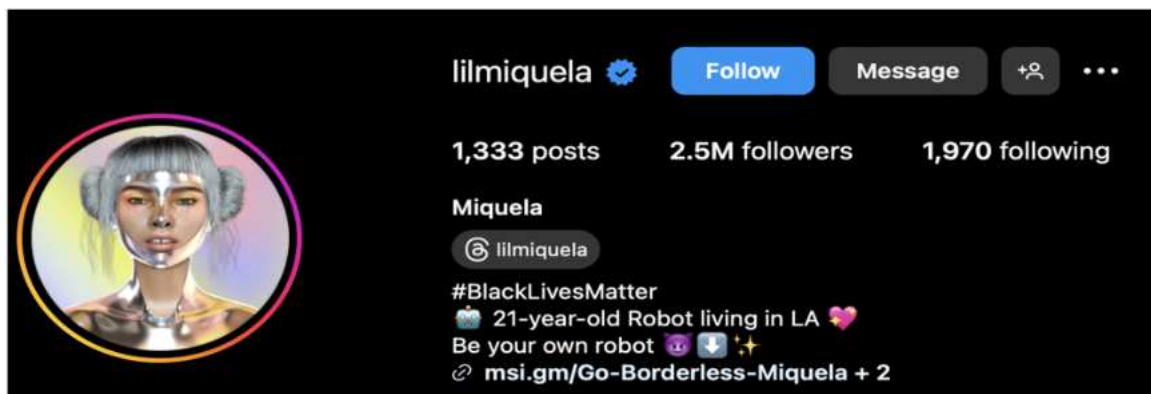 lilmiquela Follow Message
1,333 posts 2.5M followers 1,970 following
Miquela
lilmiquela
#BlackLivesMatter
🤖 21-year-old Robot living in LA 💖
Be your own robot 😈⬇️✨
msi.gm/Go-Borderless-Miquela + 2